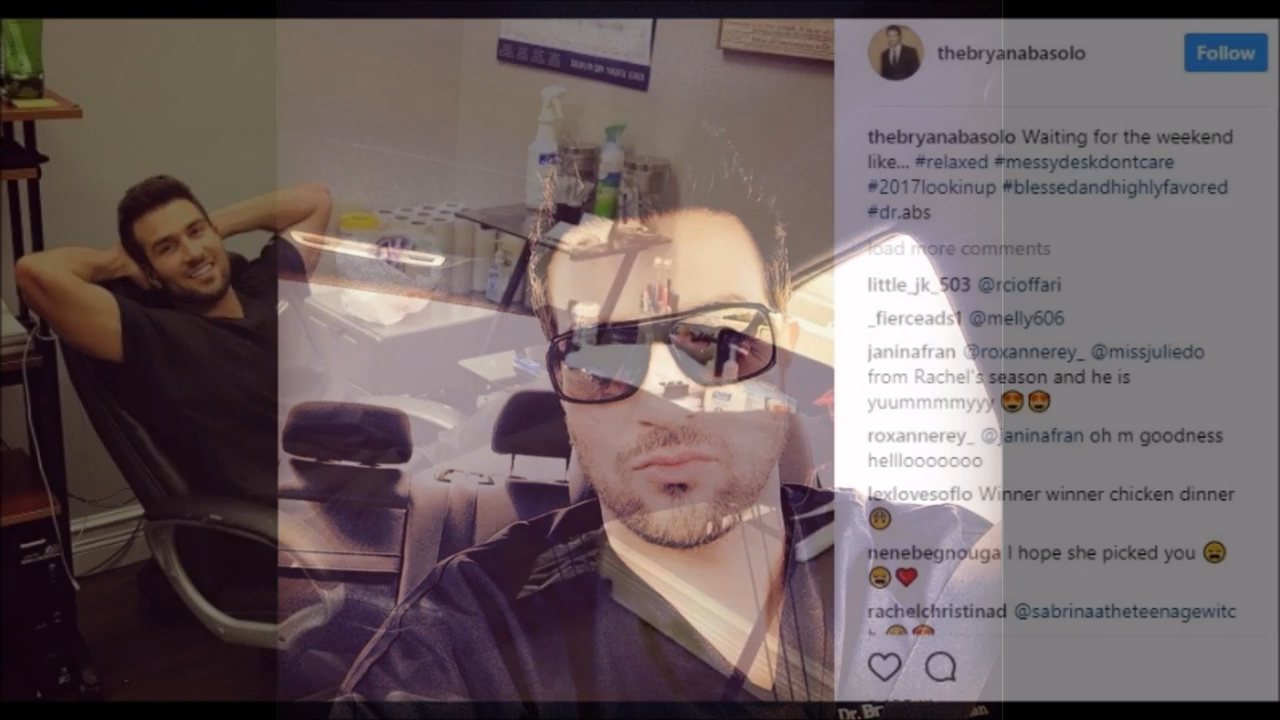 thebryanabasolo
Follow
thebryanabasolo Waiting for the weekend
like... #relaxed #messydeskdontcare
#2017lookinup #blessedandhighlyfavored
#dr.abs
load more comments
little_jk_503 @rcioffari
_fierceads1 @melly606
janinafran @roxannerey_ @missjuliedo
from Rachel's season and he is
yuummmmyyy 😍😍
roxannerey_ @janinafran oh m goodness
hellloooooooo
lexlovesoflo Winner winner chicken dinner
nenebegnouga I hope she picked you 😩
😩❤️
rachelchristinad @sabrinaatheteenagewitc
Dr. Br